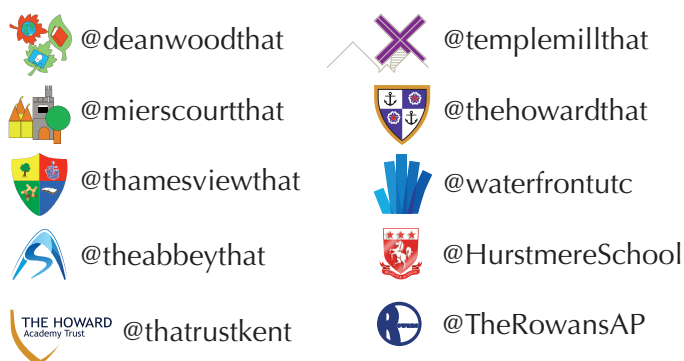 @deanwoodthat
@mierscourtthat
@thamesviewthat
@theabbeythat
THE HOWARD
Academy Trust
@thatrustkent
@templemillthat
@thehowardthat
@waterfrontutc
@HurstmereSchool
@TheRowansAP